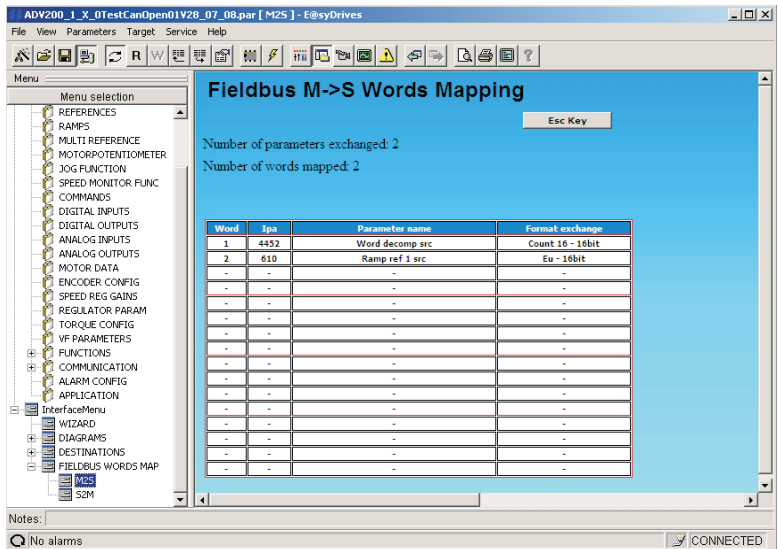 ADV200_1_X_0TestCanOpen01V28_07_08.par [ M2S ] - E@syDrives
File View Parameters Target Service Help
R W
Menu
Menu selection
REFERENCES
RAMPS
MULTI REFERENCE
MOTORPOTENTIOMETER
JOG FUNCTION
SPEED MONITOR FUNC
COMMANDS
DIGITAL INPUTS
DIGITAL OUTPUTS
ANALOG INPUTS
ANALOG OUTPUTS
MOTOR DATA
ENCODER CONFIG
SPEED REG GAINS
REGULATOR PARAM
TORQUE CONFIG
VF PARAMETERS
FUNCTIONS
COMMUNICATION
ALARM CONFIG
APPLICATION
InterfaceMenu
WIZARD
DIAGRAMS
DESTINATIONS
FIELDBUS WORDS MAP
M2S
S2M
Fieldbus M->S Words Mapping
Esc Key
Number of parameters exchanged: 2
Number of words mapped: 2
Word Ipa Parameter name Format exchange
1 4452 Word decomp src Count 16 - 16bit
2 610 Ramp ref 1 src Eu - 16bit
- - - -
- - - -
- - - -
- - - -
- - - -
- - - -
- - - -
- - - -
- - - -
- - - -
- - - -
- - - -
- - - -
- - - -
Notes:
No alarms
CONNECTED